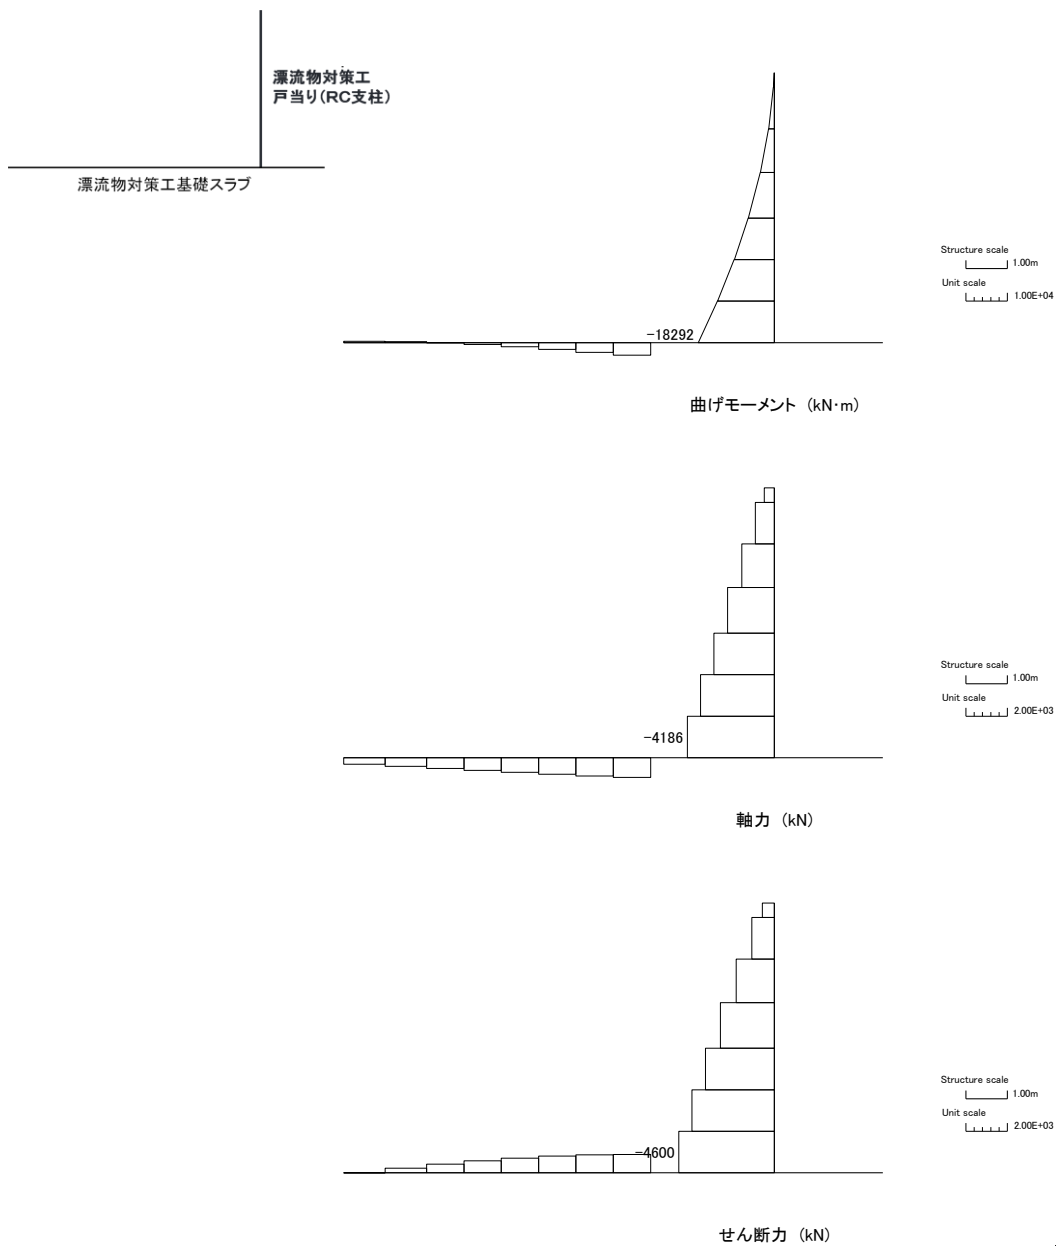 漂流物対策工
戸当り(RC支柱)
漂流物対策工基礎スラブ
-18292
Structure scale
1.00m
Unit scale
1.00E+04
曲げモーメント (kN･m)
-4186
Structure scale
1.00m
Unit scale
2.00E+03
軸力 (kN)
-4600
Structure scale
1.00m
Unit scale
2.00E+03
せん断力 (kN)